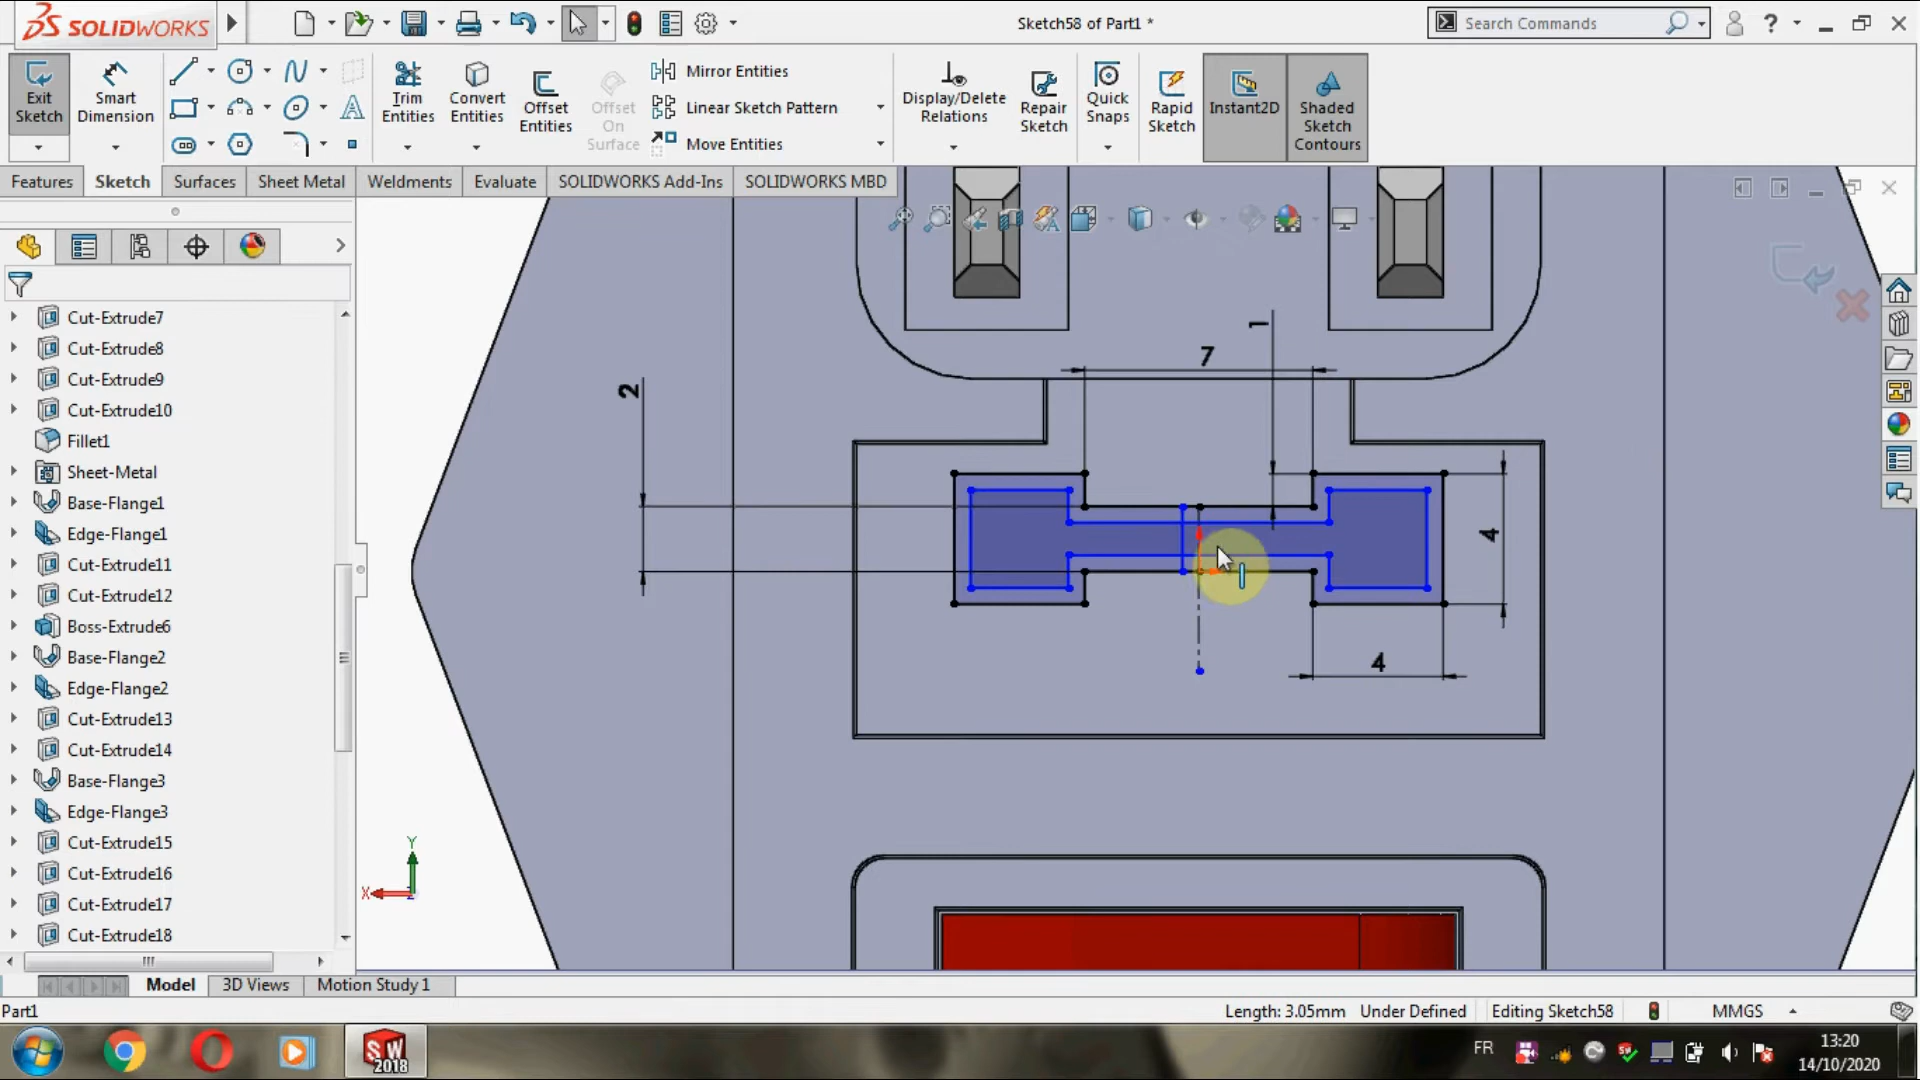 SOLIDWORKS
Sketch58 of Part1 *
Search Commands
Exit Sketch
Smart Dimension
Trim Entities
Convert Entities
Offset Entities
Offset On Surface
Mirror Entities
Linear Sketch Pattern
Move Entities
Display/Delete Relations
Repair Sketch
Quick Snaps
Rapid Sketch
Instant2D
Shaded Sketch Contours
Features
Sketch
Surfaces
Sheet Metal
Weldments
Evaluate
SOLIDWORKS Add-Ins
SOLIDWORKS MBD
Cut-Extrude7
Cut-Extrude8
Cut-Extrude9
Cut-Extrude10
Fillet1
Sheet-Metal
Base-Flange1
Edge-Flange1
Cut-Extrude11
Cut-Extrude12
Boss-Extrude6
Base-Flange2
Edge-Flange2
Cut-Extrude13
Cut-Extrude14
Base-Flange3
Edge-Flange3
Cut-Extrude15
Cut-Extrude16
Cut-Extrude17
Cut-Extrude18
1
7
2
4
4
Y
X
Z
Model
3D Views
Motion Study 1
Part1
Length: 3.05mm
Under Defined
Editing Sketch58
MMGS
SW
2018
FR
13:20
14/10/2020